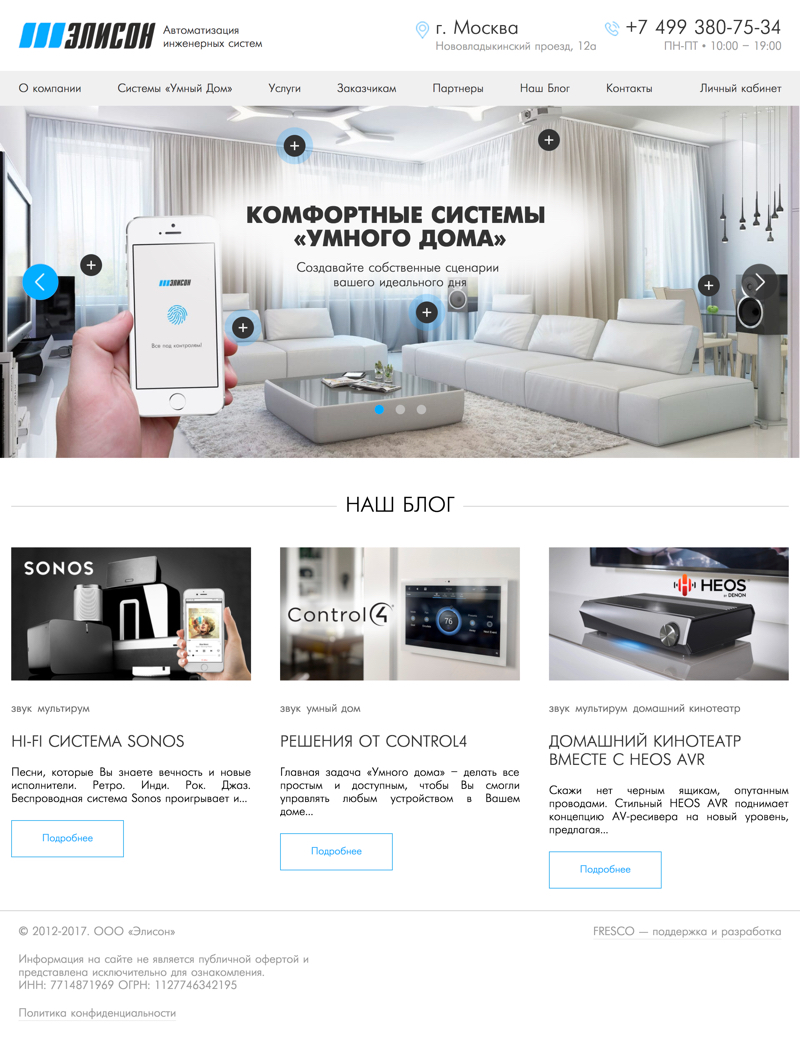 ЭЛИСОН
Автоматизация
инженерных систем
г. Москва
Нововладыкинский проезд, 12а
+7 499 380-75-34
ПН-ПТ • 10:00 – 19:00
О компании
Системы «Умный Дом»
Услуги
Заказчикам
Партнеры
Наш Блог
Контакты
Личный кабинет
КОМФОРТНЫЕ СИСТЕМЫ
«УМНОГО ДОМА»
Создавайте собственные сценарии
вашего идеального дня
ЭЛИСОН
Все под контролем!
НАШ БЛОГ
SONOS
звук мультирум
HI-FI СИСТЕМА SONOS
Песни, которые Вы знаете вечность и новые
исполнители. Ретро. Инди. Рок. Джаз.
Беспроводная система Sonos проигрывает и...
Подробнее
Control4
76
звук умный дом
РЕШЕНИЯ ОТ CONTROL4
Главная задача «Умного дома» – делать все
простым и доступным, чтобы Вы смогли
управлять любым устройством в Вашем
доме...
Подробнее
HEOS
BY DENON
звук мультирум домашний кинотеатр
ДОМАШНИЙ КИНОТЕАТР
ВМЕСТЕ С HEOS AVR
Скажи нет черным ящикам, опутанным
проводами. Стильный HEOS AVR поднимает
концепцию AV-ресивера на новый уровень,
предлагая...
Подробнее
© 2012-2017. ООО «Элисон»
FRESCO — поддержка и разработка
Информация на сайте не является публичной офертой и
представлена исключительно для ознакомления.
ИНН: 7714871969 ОГРН: 1127746342195
Политика конфиденциальности